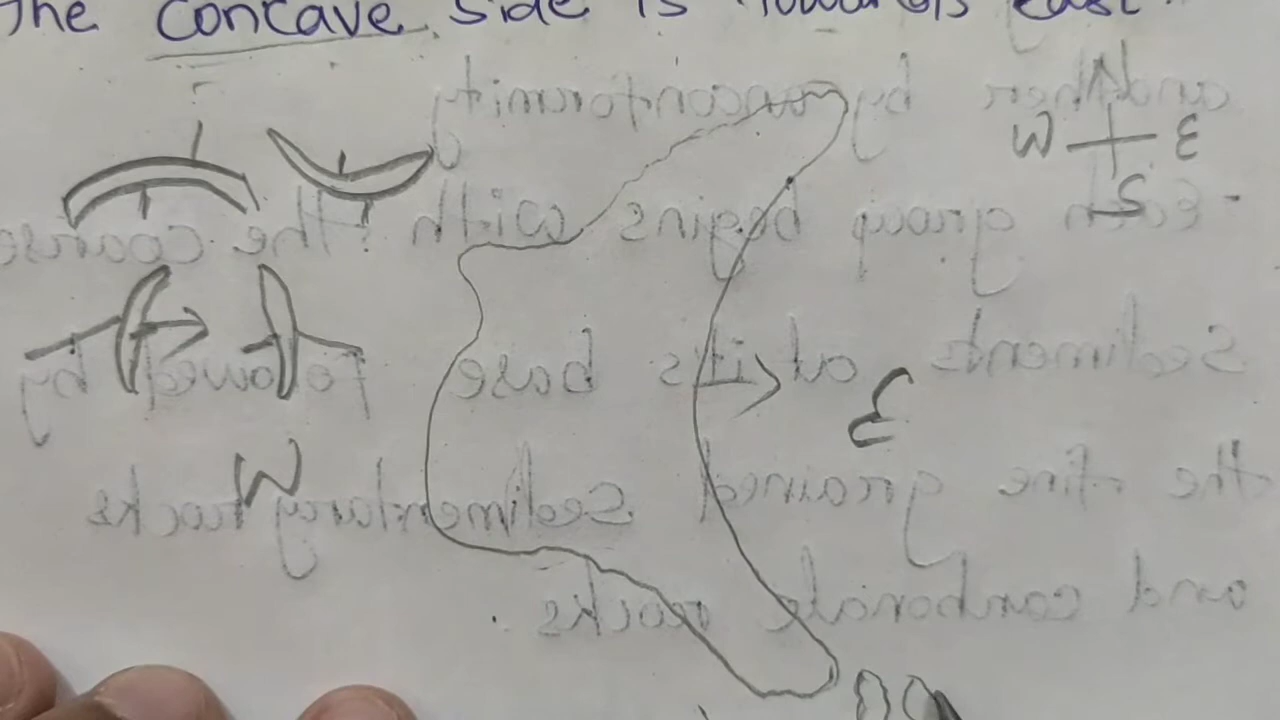 The concave side is towards east.
and then by unconformity
N
W E
S
- Each group begins with the coarse
Sediments at it's base followed by
E
W
the fine grained sedimentary rocks
and carbonate rocks.